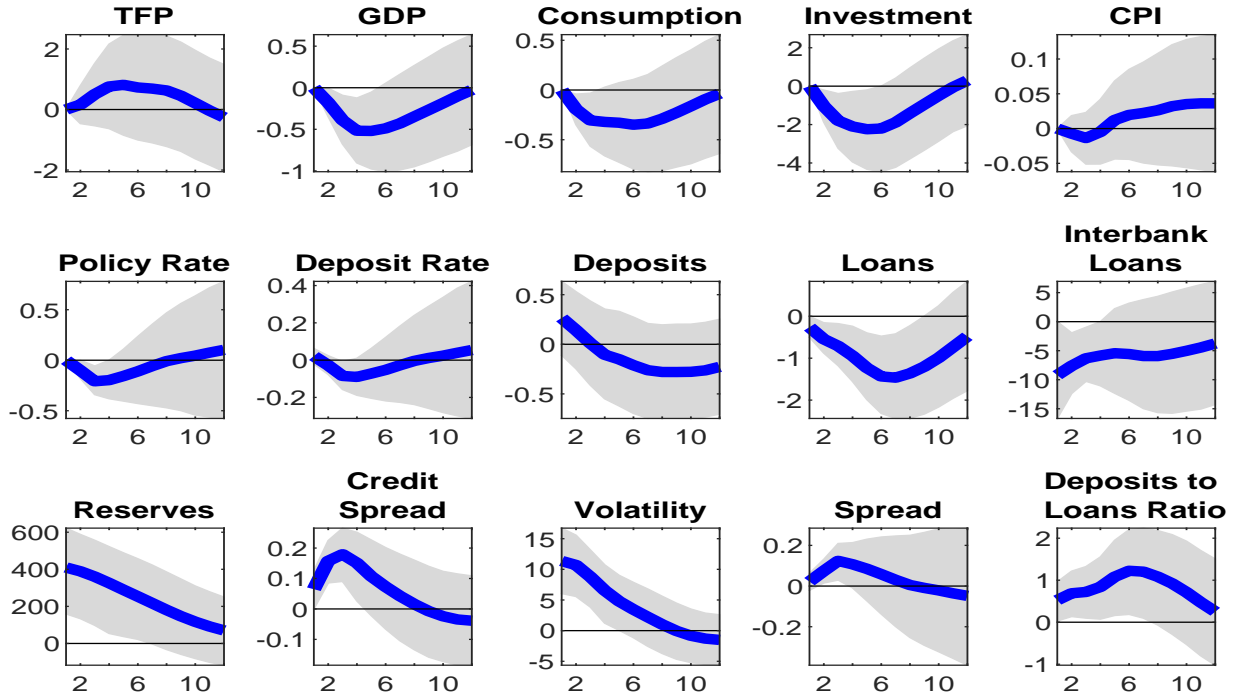 TFP
GDP
Consumption
Investment
CPI
2
0
-2
0.5
0
-0.5
-1
0.5
0
-0.5
2
0
-2
-4
0.1
0.05
0
-0.05
2 6 10
2 6 10
2 6 10
2 6 10
2 6 10
Policy Rate
Deposit Rate
Deposits
Loans
Interbank
Loans
0.5
0
-0.5
0.4
0.2
0
-0.2
0.5
0
-0.5
0
-1
-2
5
0
-5
-10
-15
2 6 10
2 6 10
2 6 10
2 6 10
2 6 10
Reserves
Credit
Spread
Volatility
Spread
Deposits to
Loans Ratio
600
400
200
0
0.2
0.1
0
-0.1
15
10
5
0
-5
0.2
0
-0.2
2
1
0
-1
2 6 10
2 6 10
2 6 10
2 6 10
2 6 10